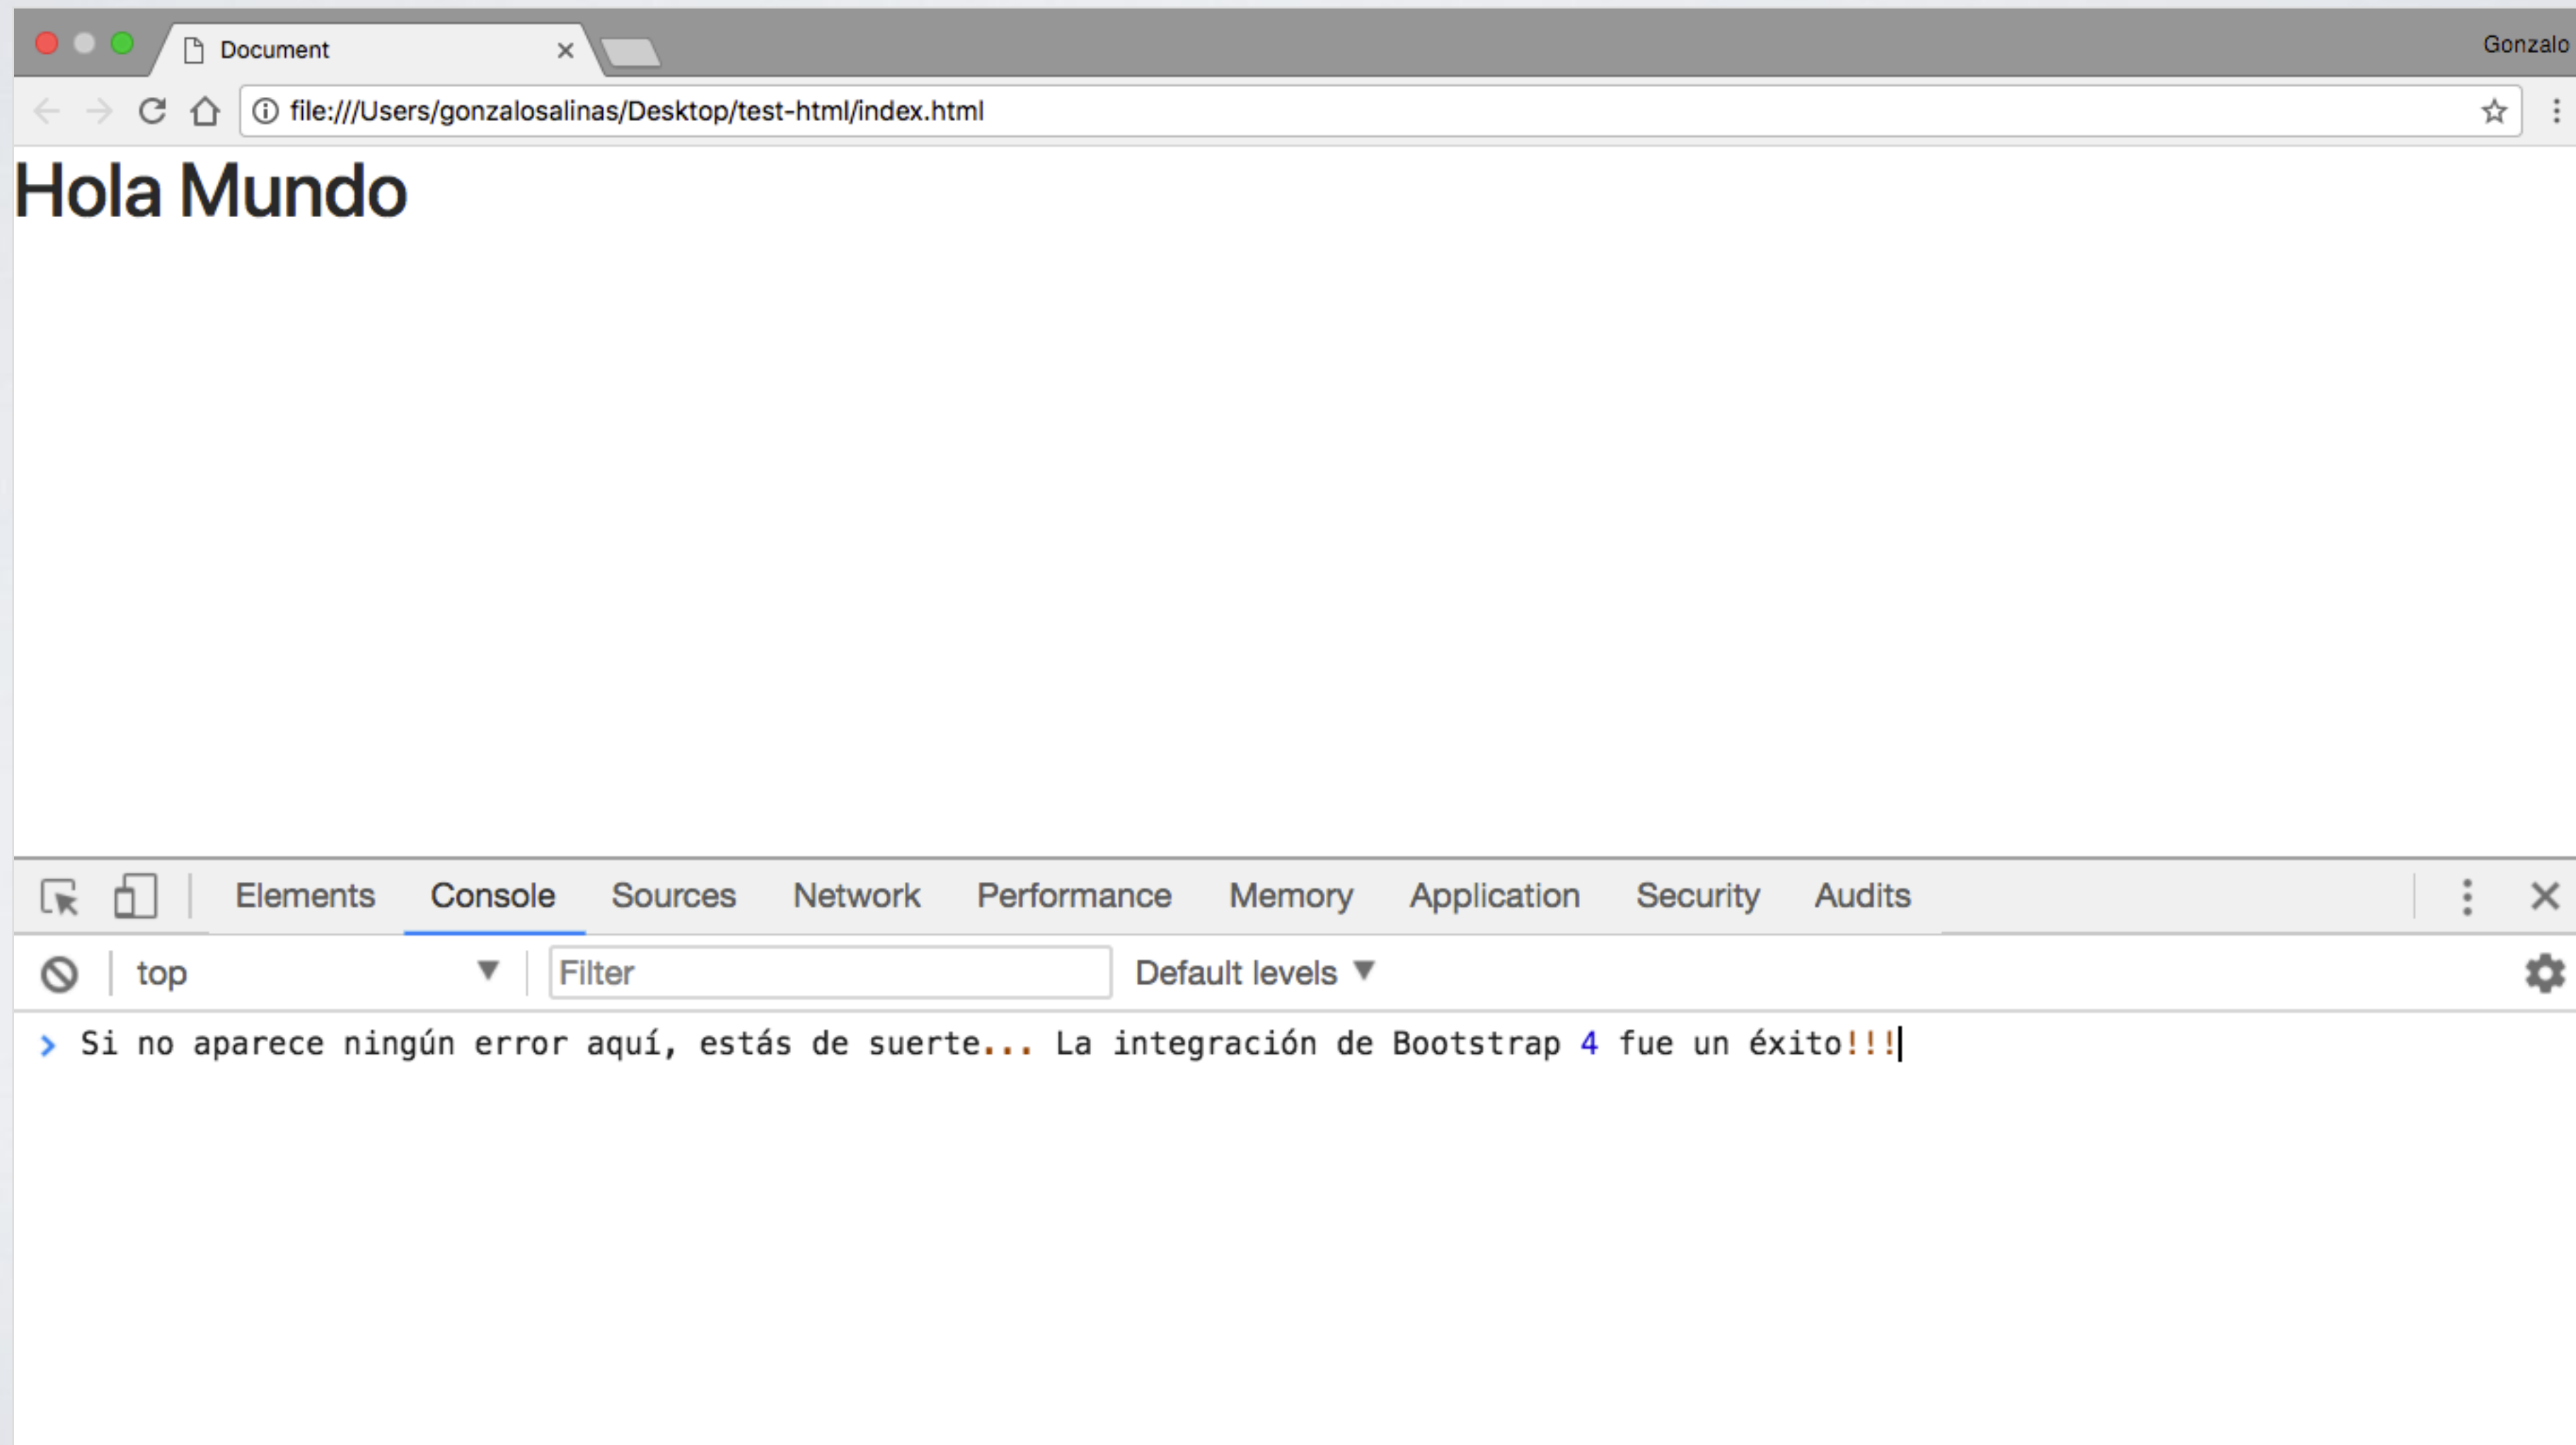 Document
Gonzalo
file:///Users/gonzalosalinas/Desktop/test-html/index.html
Hola Mundo
Elements Console Sources Network Performance Memory Application Security Audits
top Filter Default levels
Si no aparece ningún error aquí, estás de suerte... La integración de Bootstrap 4 fue un éxito!!!